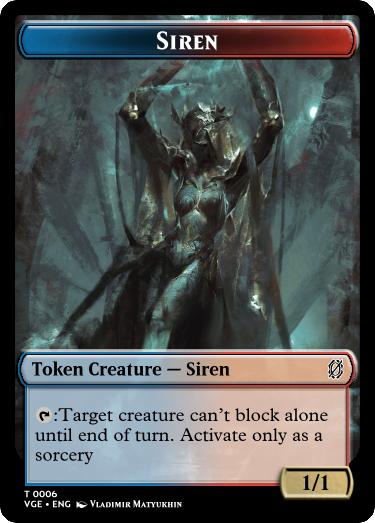 Siren
Token Creature — Siren
:Target creature can't block alone
until end of turn. Activate only as a
sorcery
1/1
T 0006
VGE • ENG Vladimir Matyukhin